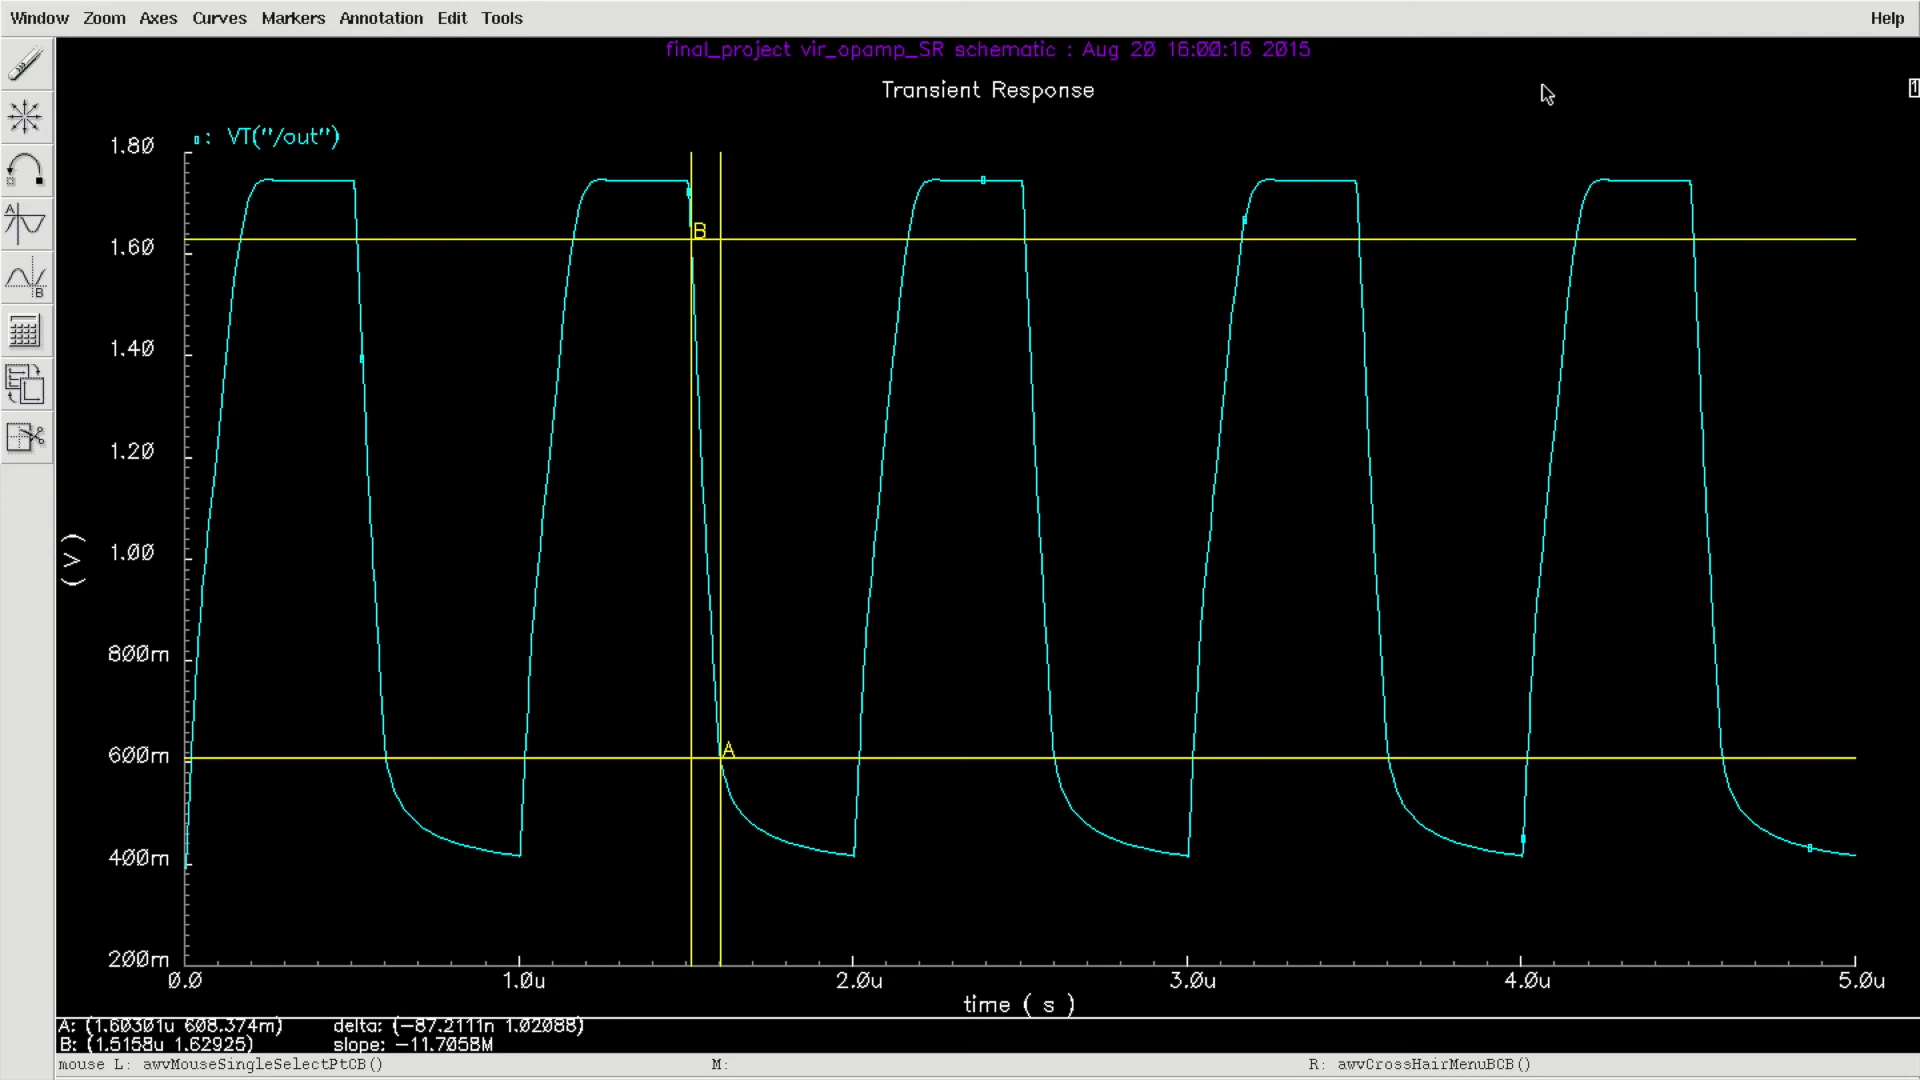 Window Zoom Axes Curves Markers Annotation Edit Tools Help
final_project vir_opamp_SR schematic : Aug 20 16:00:16 2015
Transient Response
1
▯: VT("/out")
A
B
1.80
1.60
1.40
1.20
1.00
800m
600m
400m
200m
(V)
B
A
0.0 1.0u 2.0u 3.0u 4.0u 5.0u
time ( s )
A: (1.60301u 608.374m) delta: (−87.2111n 1.02088)
B: (1.5158u 1.62925) slope: −11.7058M
mouse L: awvMouseSingleSelectPtCB() M: R: awvCrossHairMenuBCB()